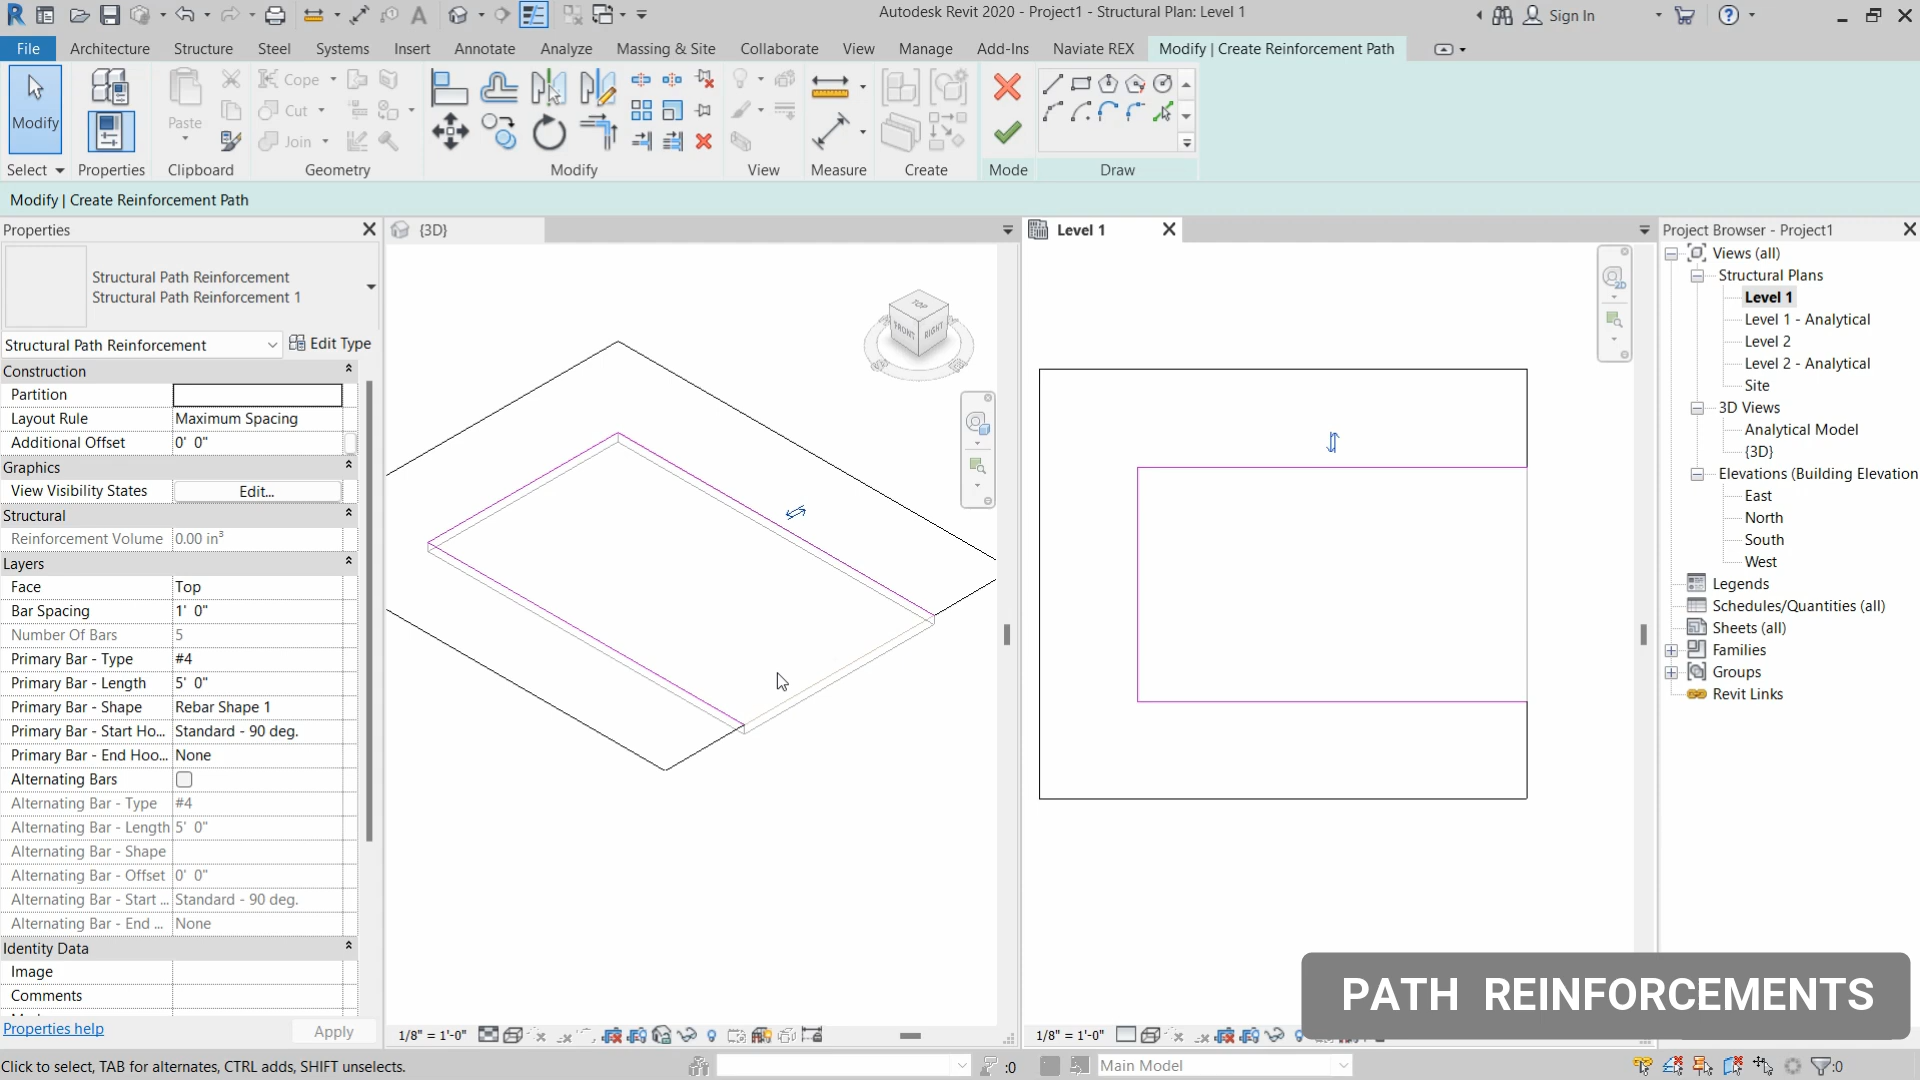 Autodesk Revit 2020 - Project1 - Structural Plan: Level 1
Sign In
File Architecture Structure Steel Systems Insert Annotate Analyze Massing & Site Collaborate View Manage Add-Ins Naviate REX Modify | Create Reinforcement Path
Modify
Paste
Cope
Cut
Join
Select Properties Clipboard Geometry Modify View Measure Create Mode Draw
Modify | Create Reinforcement Path
Properties
Structural Path Reinforcement
Structural Path Reinforcement 1
Structural Path Reinforcement Edit Type
Construction
Partition
Layout Rule Maximum Spacing
Additional Offset 0' 0"
Graphics
View Visibility States Edit...
Structural
Reinforcement Volume 0.00 in³
Layers
Face Top
Bar Spacing 1' 0"
Number Of Bars 5
Primary Bar - Type #4
Primary Bar - Length 5' 0"
Primary Bar - Shape Rebar Shape 1
Primary Bar - Start Ho... Standard - 90 deg.
Primary Bar - End Hoo... None
Alternating Bars
Alternating Bar - Type #4
Alternating Bar - Length 5' 0"
Alternating Bar - Shape
Alternating Bar - Offset 0' 0"
Alternating Bar - Start ... Standard - 90 deg.
Alternating Bar - End ... None
Identity Data
Image
Comments
Properties help Apply
{3D}
TOP
FRONT RIGHT
1/8" = 1'-0"
Level 1
2D
1/8" = 1'-0"
Project Browser - Project1
Views (all)
Structural Plans
Level 1
Level 1 - Analytical
Level 2
Level 2 - Analytical
Site
3D Views
Analytical Model
{3D}
Elevations (Building Elevation
East
North
South
West
Legends
Schedules/Quantities (all)
Sheets (all)
Families
Groups
Revit Links
PATH REINFORCEMENTS
Click to select, TAB for alternates, CTRL adds, SHIFT unselects.
:0
Main Model
:0